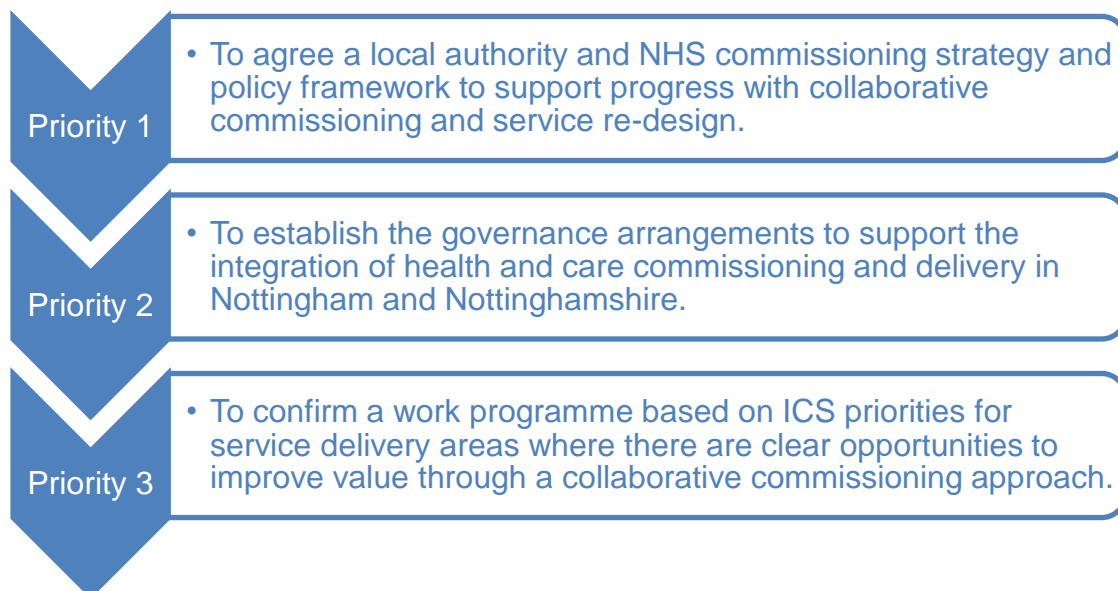 Priority 1
• To agree a local authority and NHS commissioning strategy and
policy framework to support progress with collaborative
commissioning and service re-design.
Priority 2
• To establish the governance arrangements to support the
integration of health and care commissioning and delivery in
Nottingham and Nottinghamshire.
Priority 3
• To confirm a work programme based on ICS priorities for
service delivery areas where there are clear opportunities to
improve value through a collaborative commissioning approach.